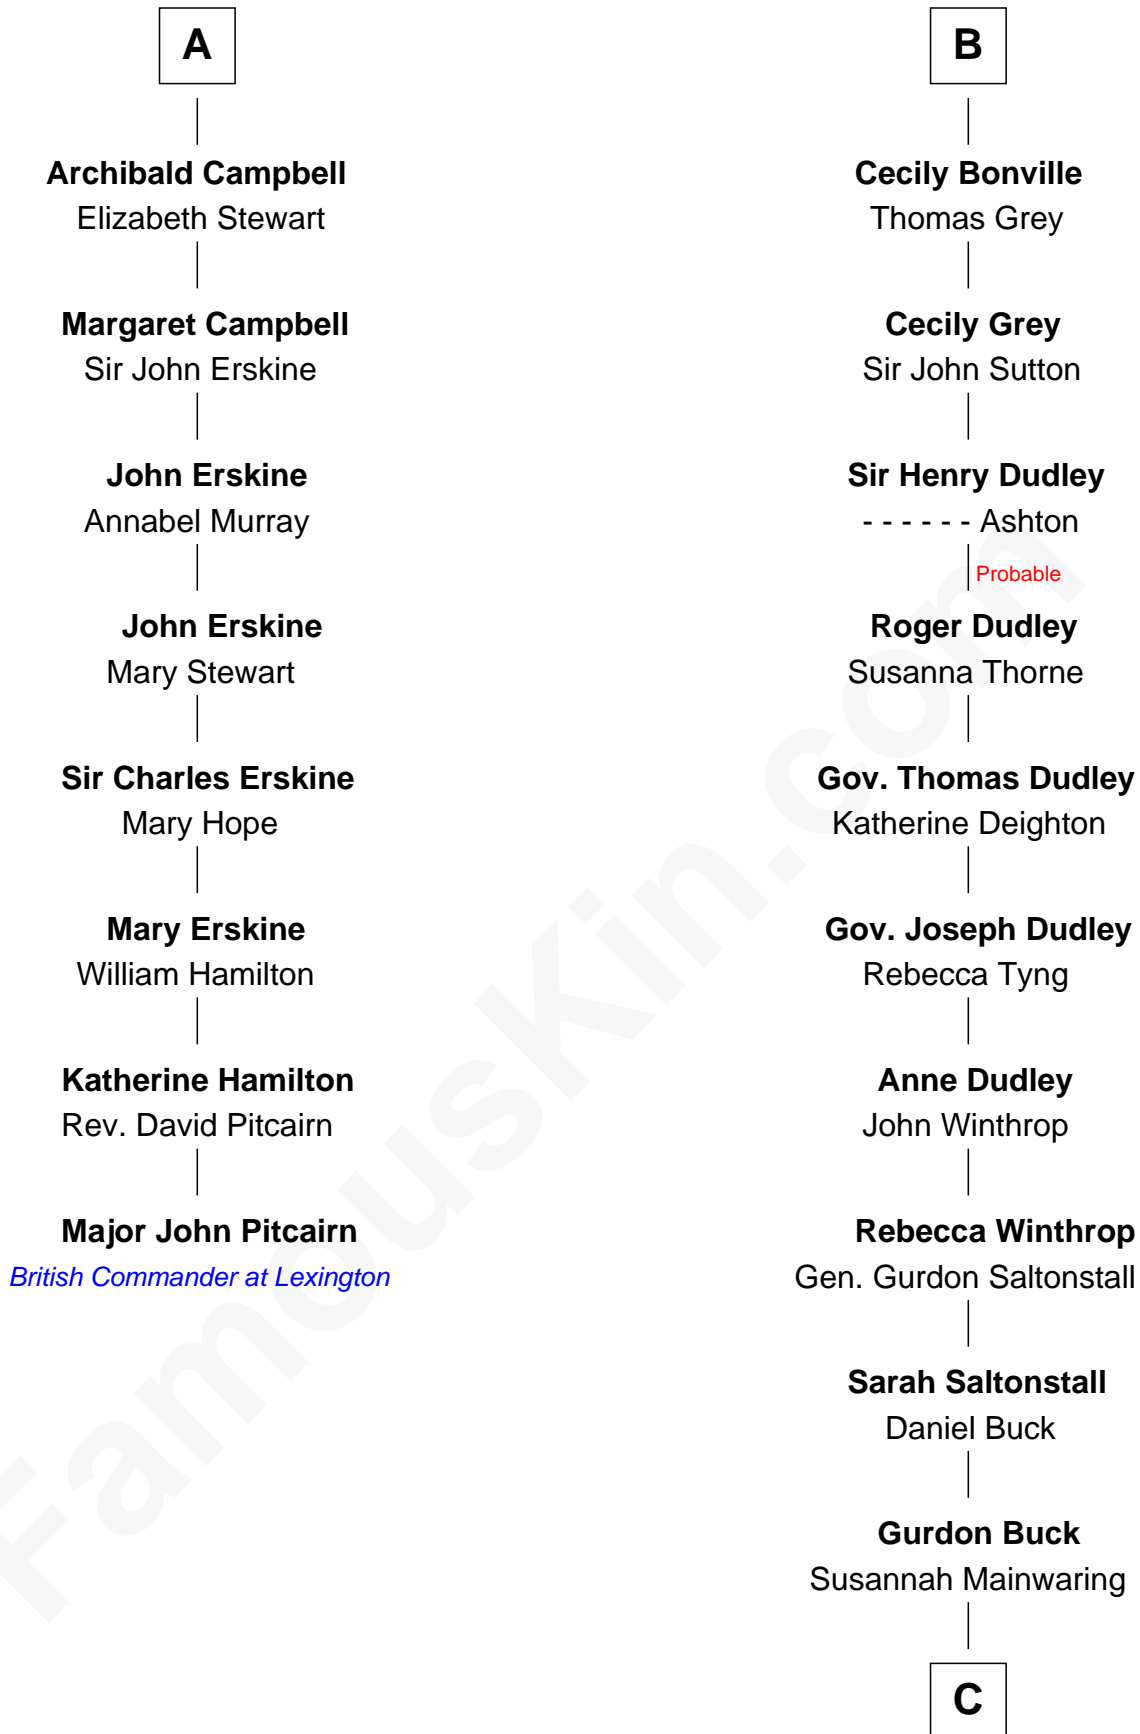 A
Archibald Campbell
Elizabeth Stewart
Margaret Campbell
Sir John Erskine
John Erskine
Annabel Murray
John Erskine
Mary Stewart
Sir Charles Erskine
Mary Hope
Mary Erskine
William Hamilton
Katherine Hamilton
Rev. David Pitcairn
Major John Pitcairn
British Commander at Lexington
B
Cecily Bonville
Thomas Grey
Cecily Grey
Sir John Sutton
Sir Henry Dudley
- - - - - - Ashton
Probable
Roger Dudley
Susanna Thorne
Gov. Thomas Dudley
Katherine Deighton
Gov. Joseph Dudley
Rebecca Tyng
Anne Dudley
John Winthrop
Rebecca Winthrop
Gen. Gurdon Saltonstall
Sarah Saltonstall
Daniel Buck
Gurdon Buck
Susannah Mainwaring
C
FamousKin.com